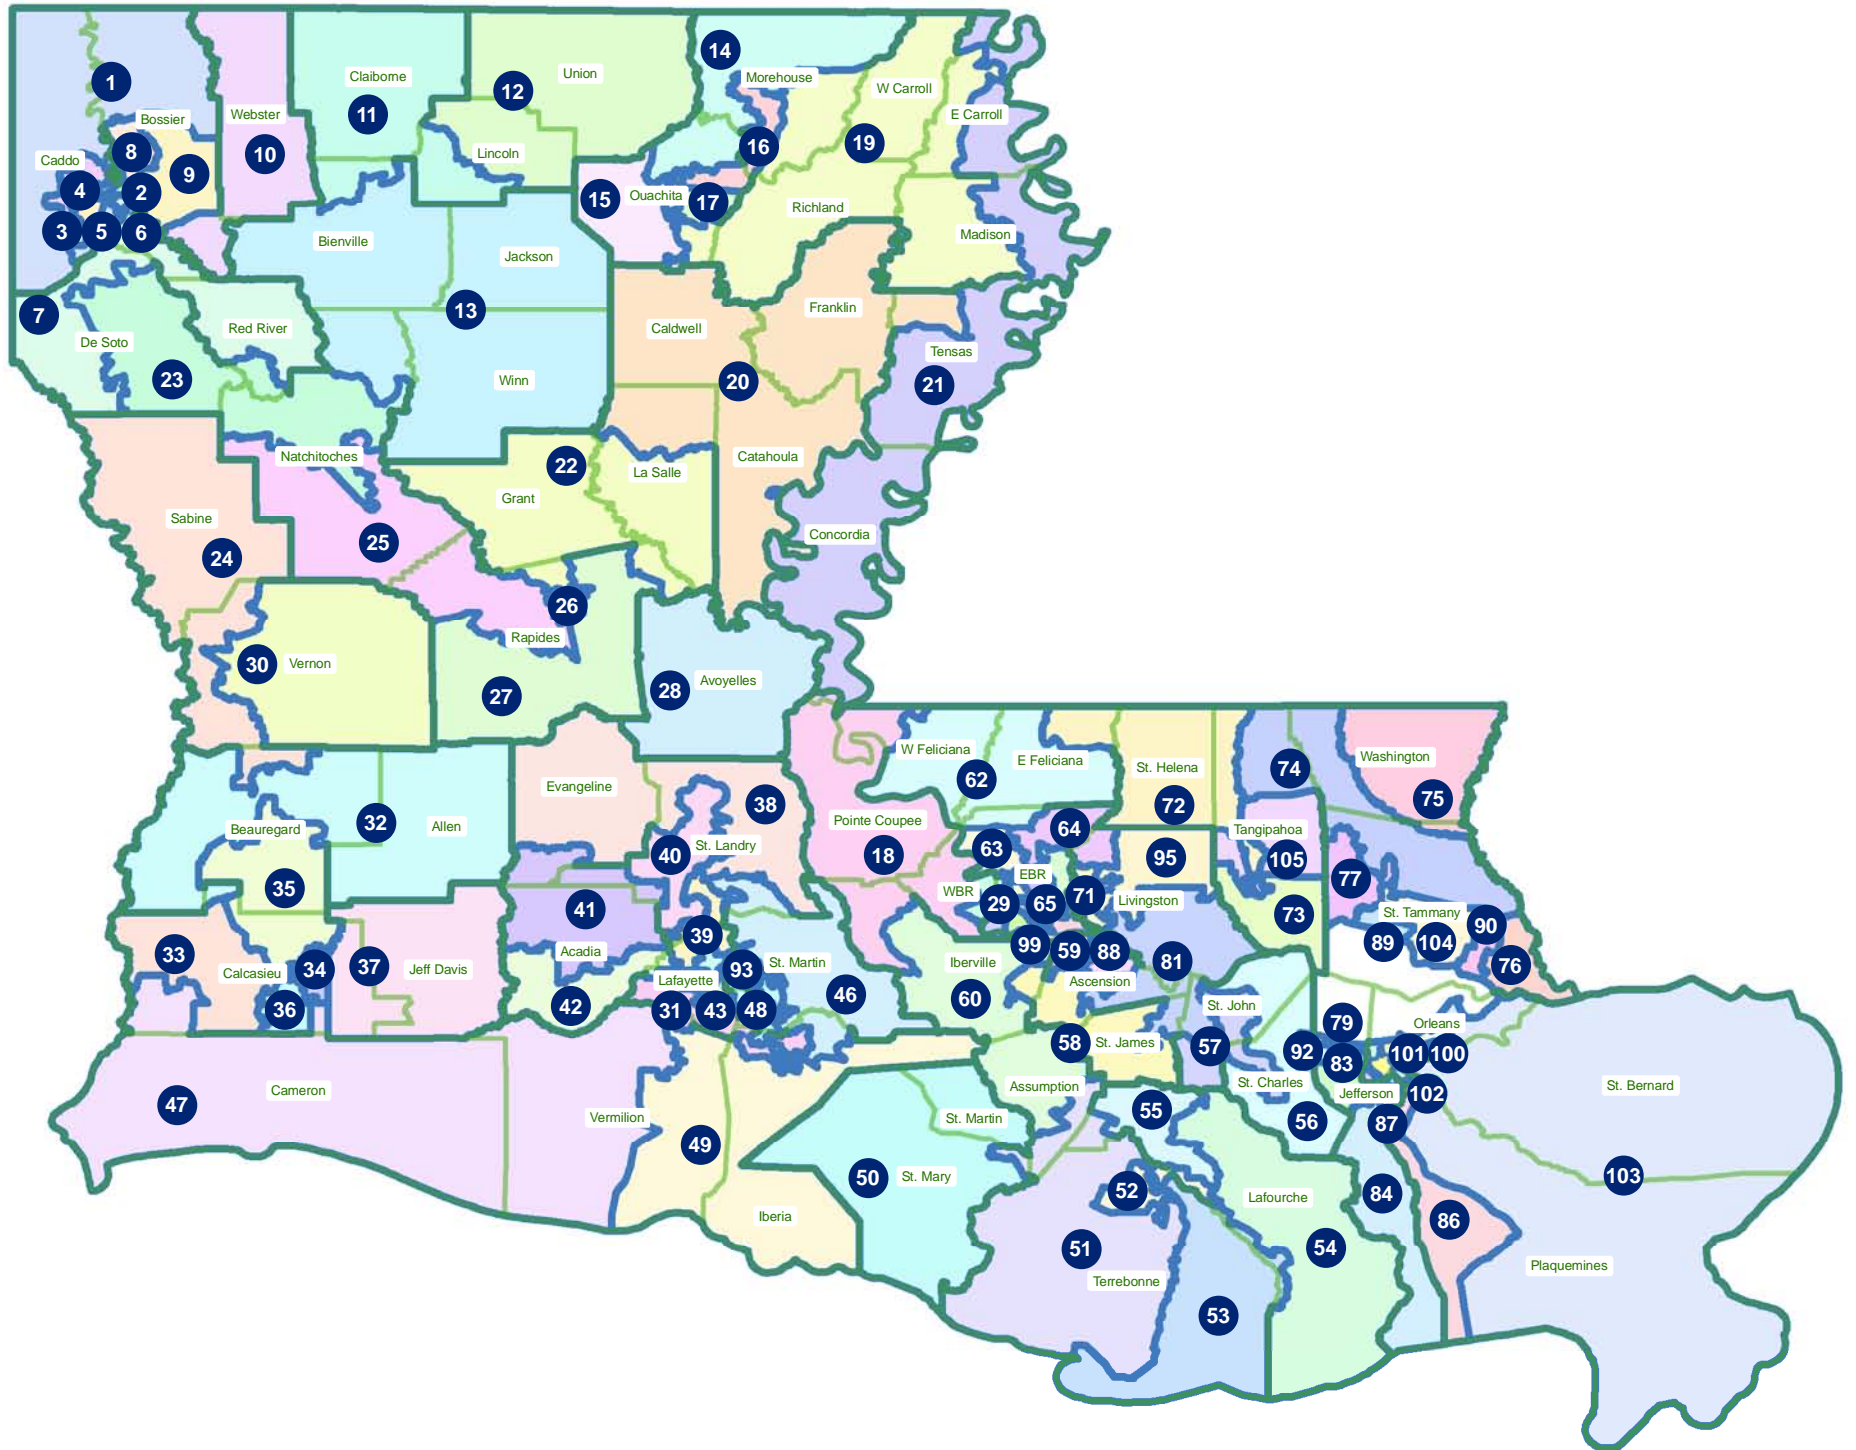 14
Union
Claiborne
Morehouse
1
W Carroll
12
11
E Carroll
Webster
Bossier
19
16
8
Lincoln
10
Caddo
9
4
2
15
Ouachita
17
Richland
3
5
6
Madison
Bienville
Jackson
Franklin
13
7
Red River
Caldwell
De Soto
Tensas
23
Winn
20
21
Natchitoches
Catahoula
22
La Salle
Grant
Sabine
Concordia
25
24
26
Rapides
30
Vernon
Avoyelles
28
27
W Feliciana
Washington
E Feliciana
St. Helena
74
62
Evangeline
75
38
72
Pointe Coupee
32
Allen
64
Beauregard
Tangipahoa
St. Landry
63
40
18
95
105
EBR
77
35
WBR
71
Livingston
29
65
41
St. Tammany
73
90
39
89
104
99
59
88
Acadia
33
81
Iberville
St. Martin
76
37
Jeff Davis
34
Calcasieu
93
Lafayette
Ascension
46
60
42
St. John
36
31
43
48
79
Orleans
58
St. James
57
92
101
100
83
St. Charles
Assumption
St. Bernard
Cameron
Jefferson
102
47
55
Vermilion
St. Martin
56
87
49
103
50
St. Mary
52
84
Lafourche
Iberia
86
51
54
Plaquemines
Terrebonne
53